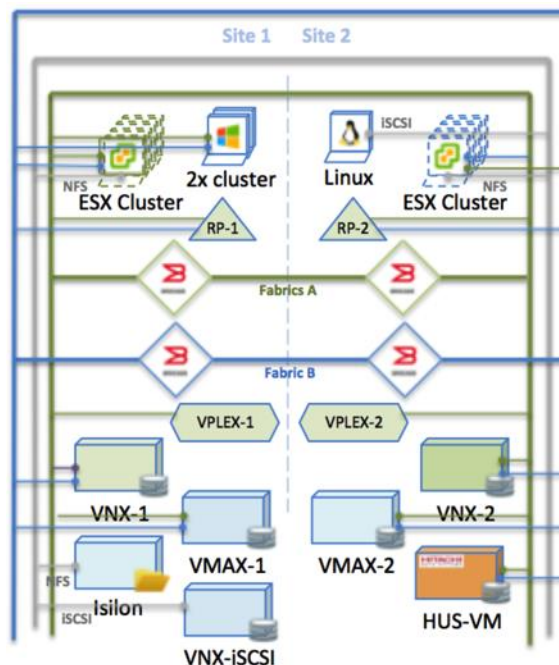 Site 1 Site 2
iSCSI
NFS
ESX Cluster
2x cluster
Linux
ESX Cluster
NFS
RP-1
RP-2
Fabrics A
Fabric B
VPLEX-1
VPLEX-2
VNX-1
VNX-2
VMAX-1
VMAX-2
HITACHI
NFS
Isilon
HUS-VM
iSCSI
VNX-iSCSI